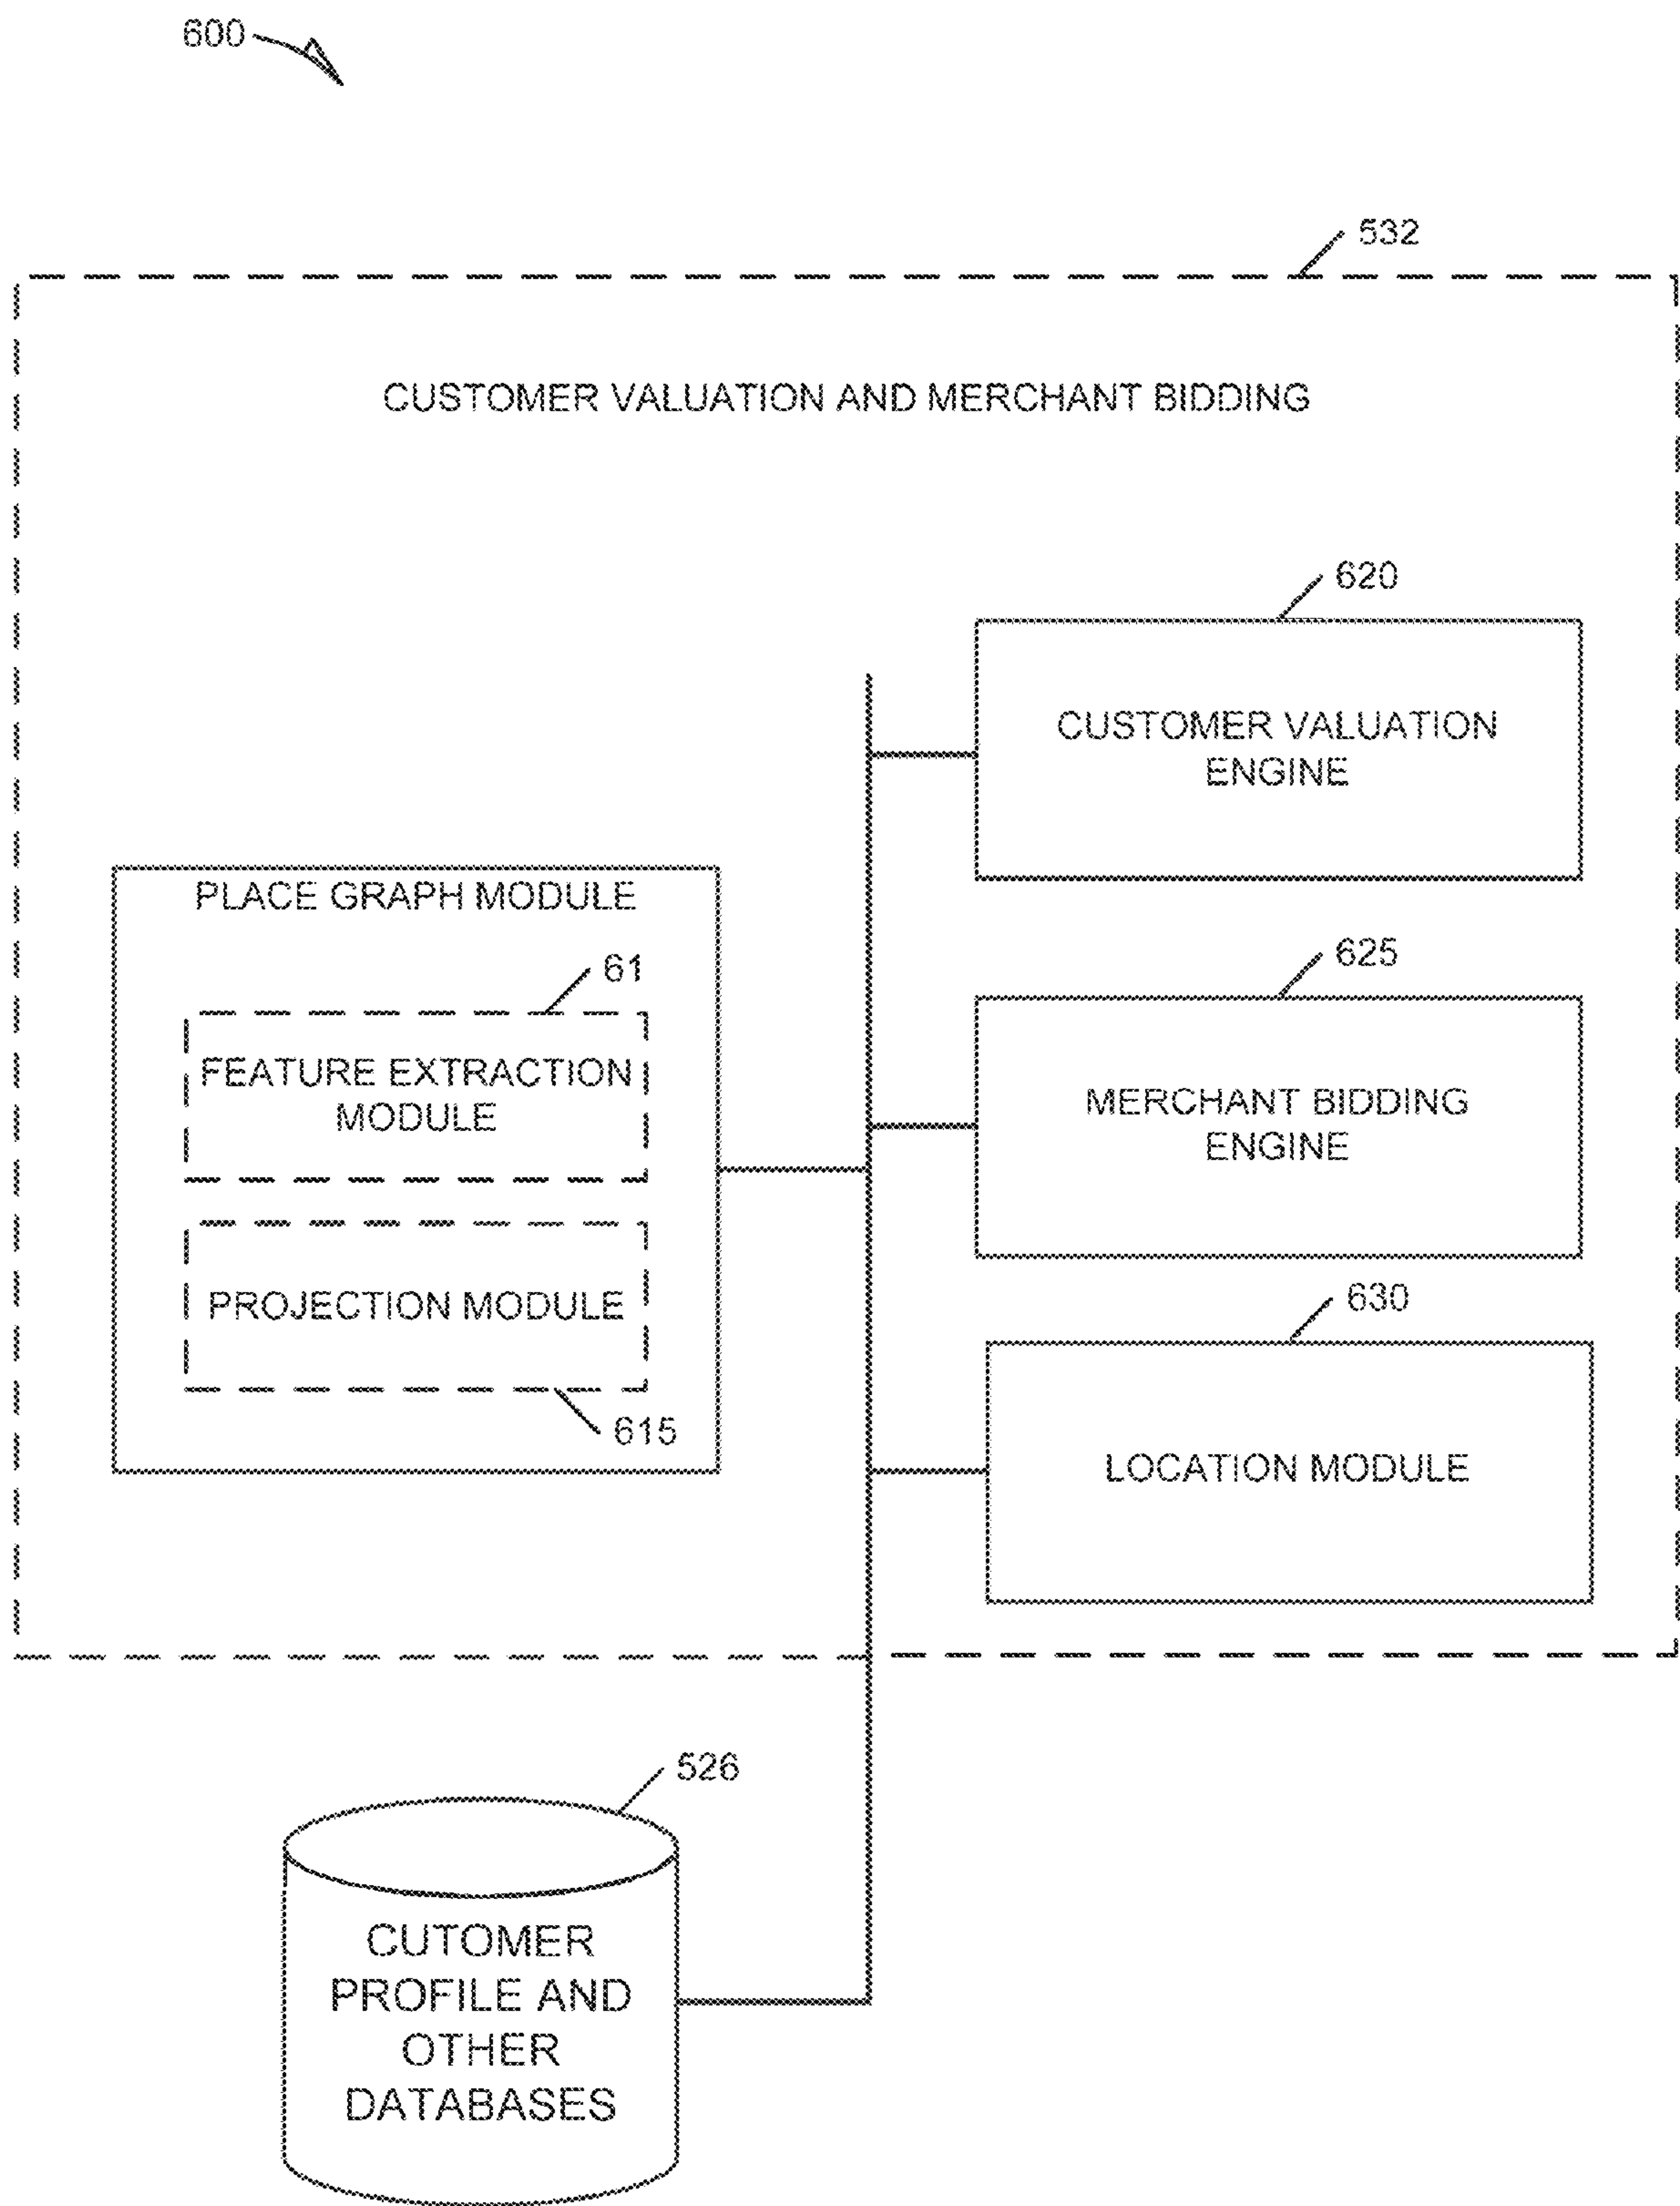 600
532
CUSTOMER VALUATION AND MERCHANT BIDDING
620
CUSTOMER VALUATION
ENGINE
PLACE GRAPH MODULE
61
FEATURE EXTRACTION
MODULE
625
MERCHANT BIDDING
ENGINE
PROJECTION MODULE
615
630
LOCATION MODULE
526
CUTOMER
PROFILE AND
OTHER
DATABASES